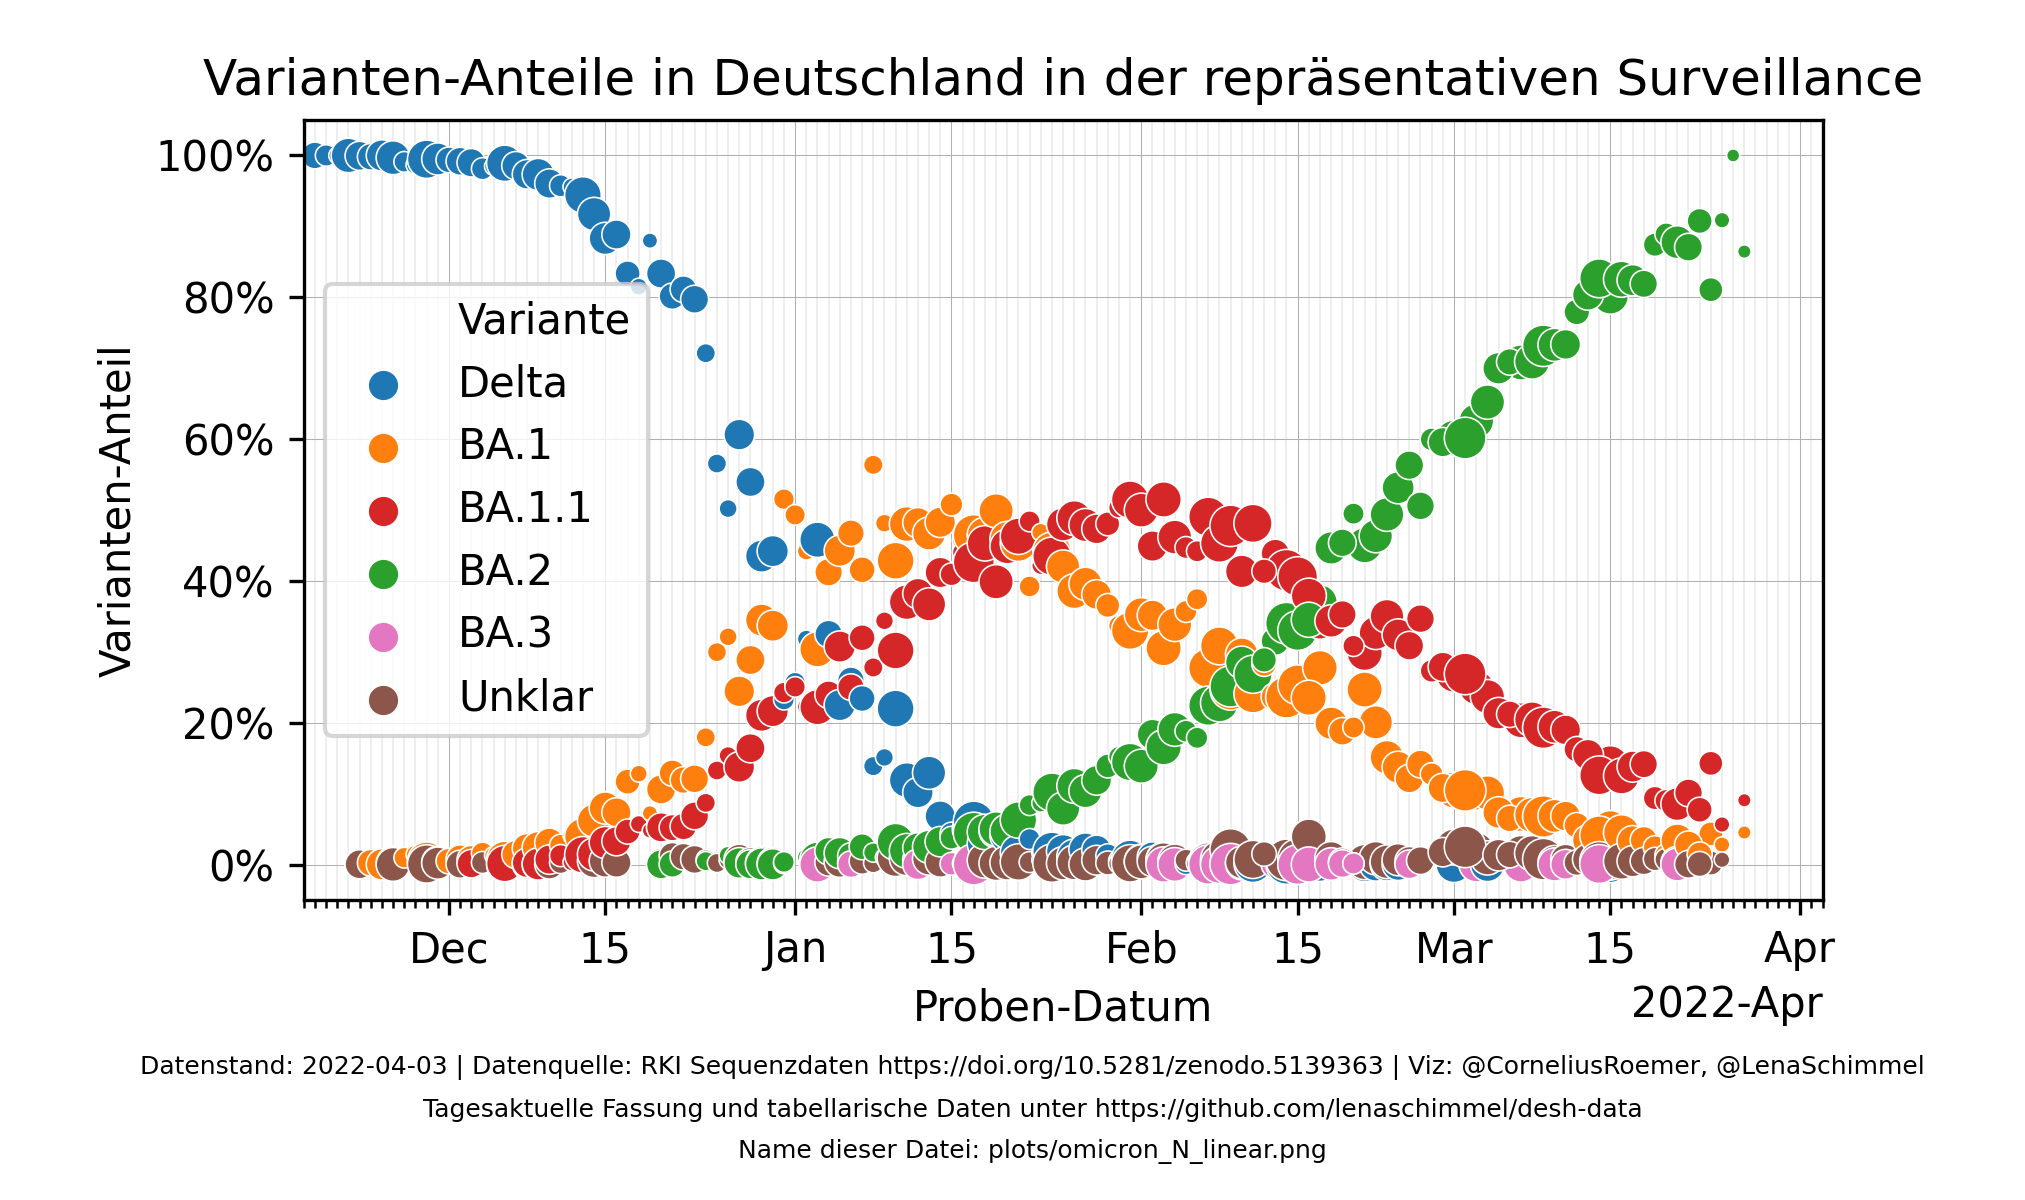 Varianten-Anteile in Deutschland in der repräsentativen Surveillance
Varianten-Anteil
100%
80%
60%
40%
20%
0%
Variante
Delta
BA.1
BA.1.1
BA.2
BA.3
Unklar
Dec 15 Jan 15 Feb 15 Mar 15 Apr
Proben-Datum
2022-Apr
Datenstand: 2022-04-03 | Datenquelle: RKI Sequenzdaten https://doi.org/10.5281/zenodo.5139363 | Viz: @CorneliusRoemer, @LenaSchimmel
Tagesaktuelle Fassung und tabellarische Daten unter https://github.com/lenaschimmel/desh-data
Name dieser Datei: plots/omicron_N_linear.png